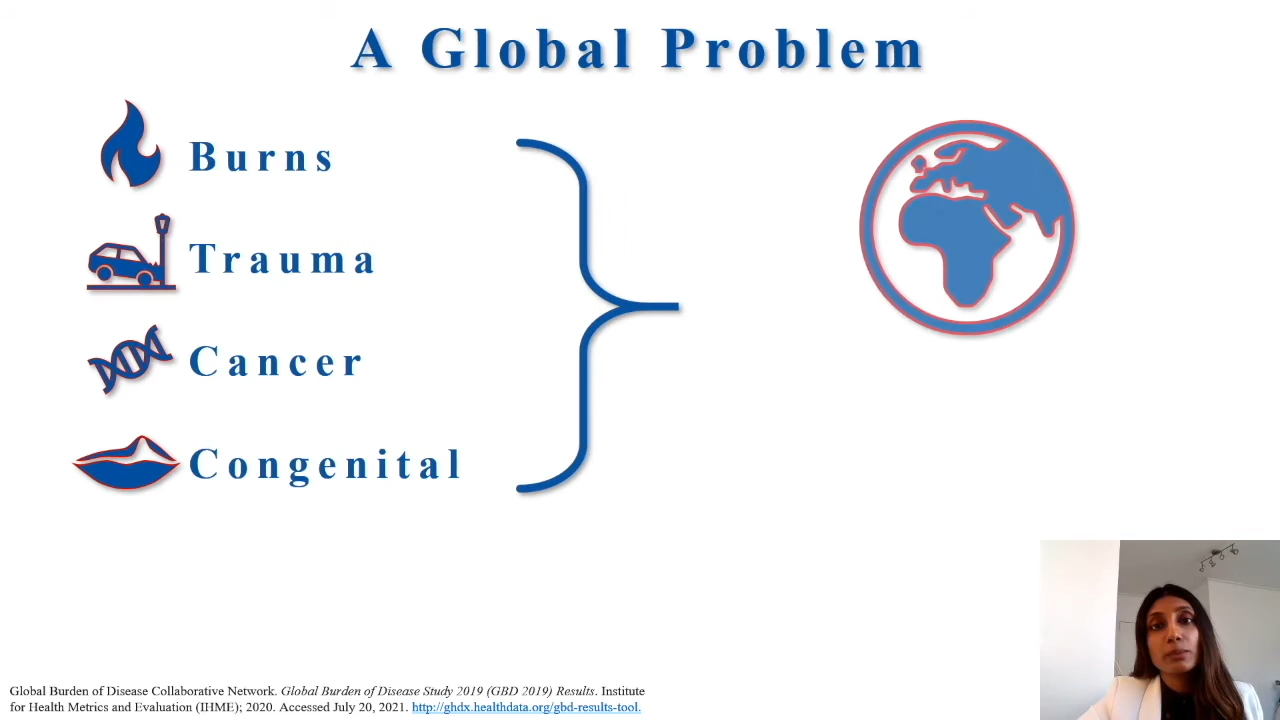 A Global Problem
Burns
Trauma
Cancer
Congenital
Global Burden of Disease Collaborative Network. Global Burden of Disease Study 2019 (GBD 2019) Results. Institute
for Health Metrics and Evaluation (IHME); 2020. Accessed July 20, 2021. http://ghdx.healthdata.org/gbd-results-tool.